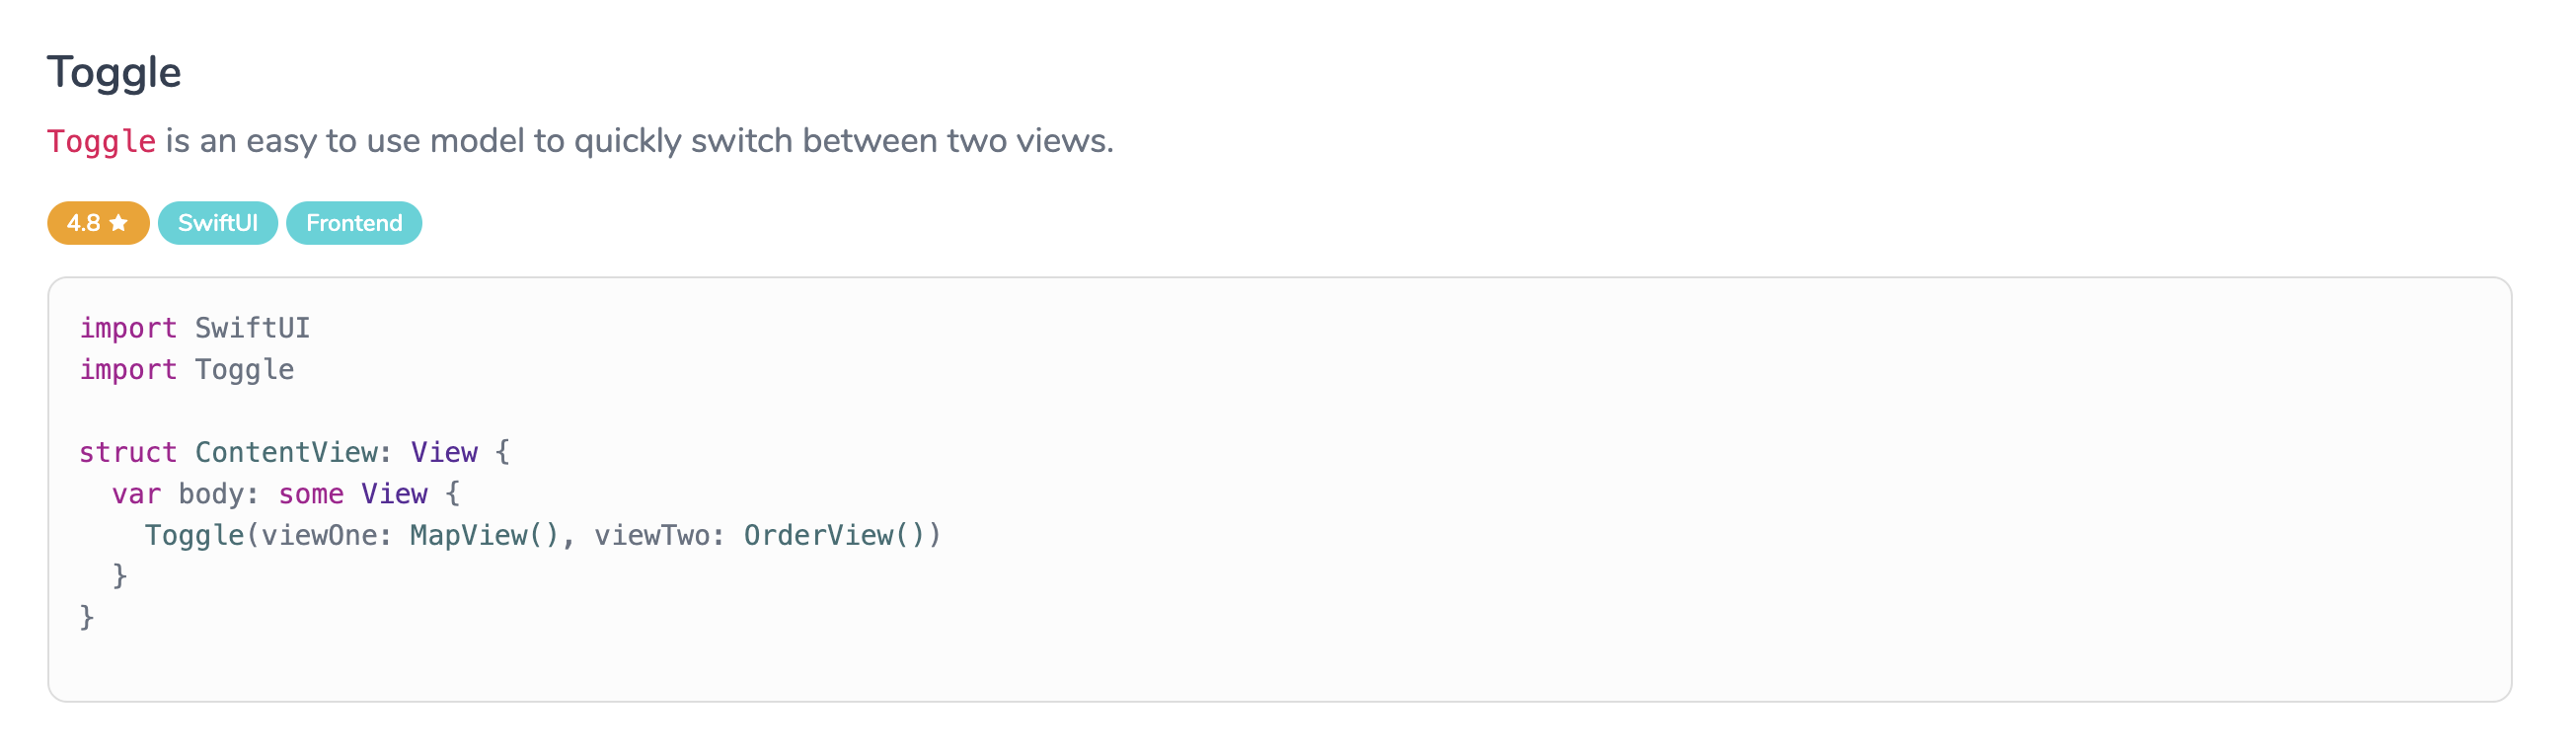 Toggle
Toggle is an easy to use model to quickly switch between two views.
4.8 ★ SwiftUI Frontend
import SwiftUI
import Toggle

struct ContentView: View {
  var body: some View {
    Toggle(viewOne: MapView(), viewTwo: OrderView())
  }
}